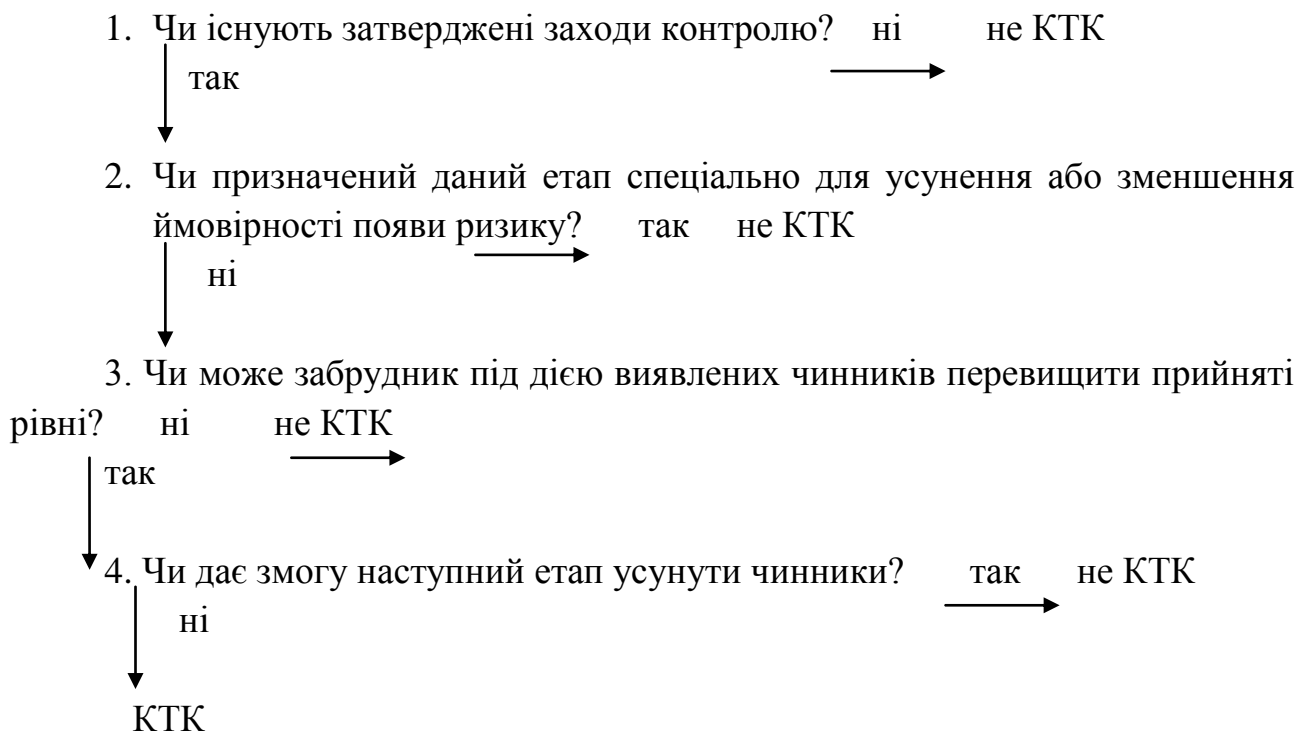 1. Чи існують затверджені заходи контролю? ні не КТК
так
2. Чи призначений даний етап спеціально для усунення або зменшення
ймовірності появи ризику? так не КТК
ні
3. Чи може забрудник під дією виявлених чинників перевищити прийняті
рівні? ні не КТК
так
4. Чи дає змогу наступний етап усунути чинники? так не КТК
ні
КТК